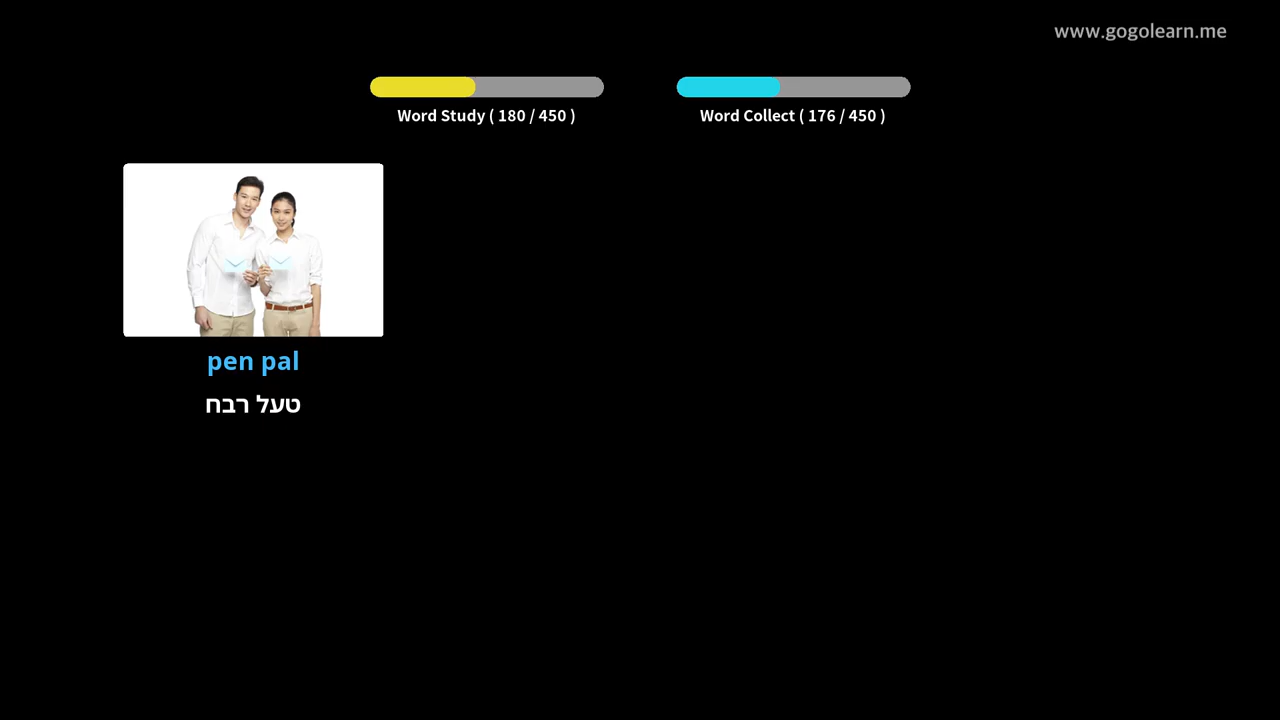 www.gogolearn.me
Word Study ( 180 / 450 )
Word Collect ( 176 / 450 )
pen pal
טעל רבח